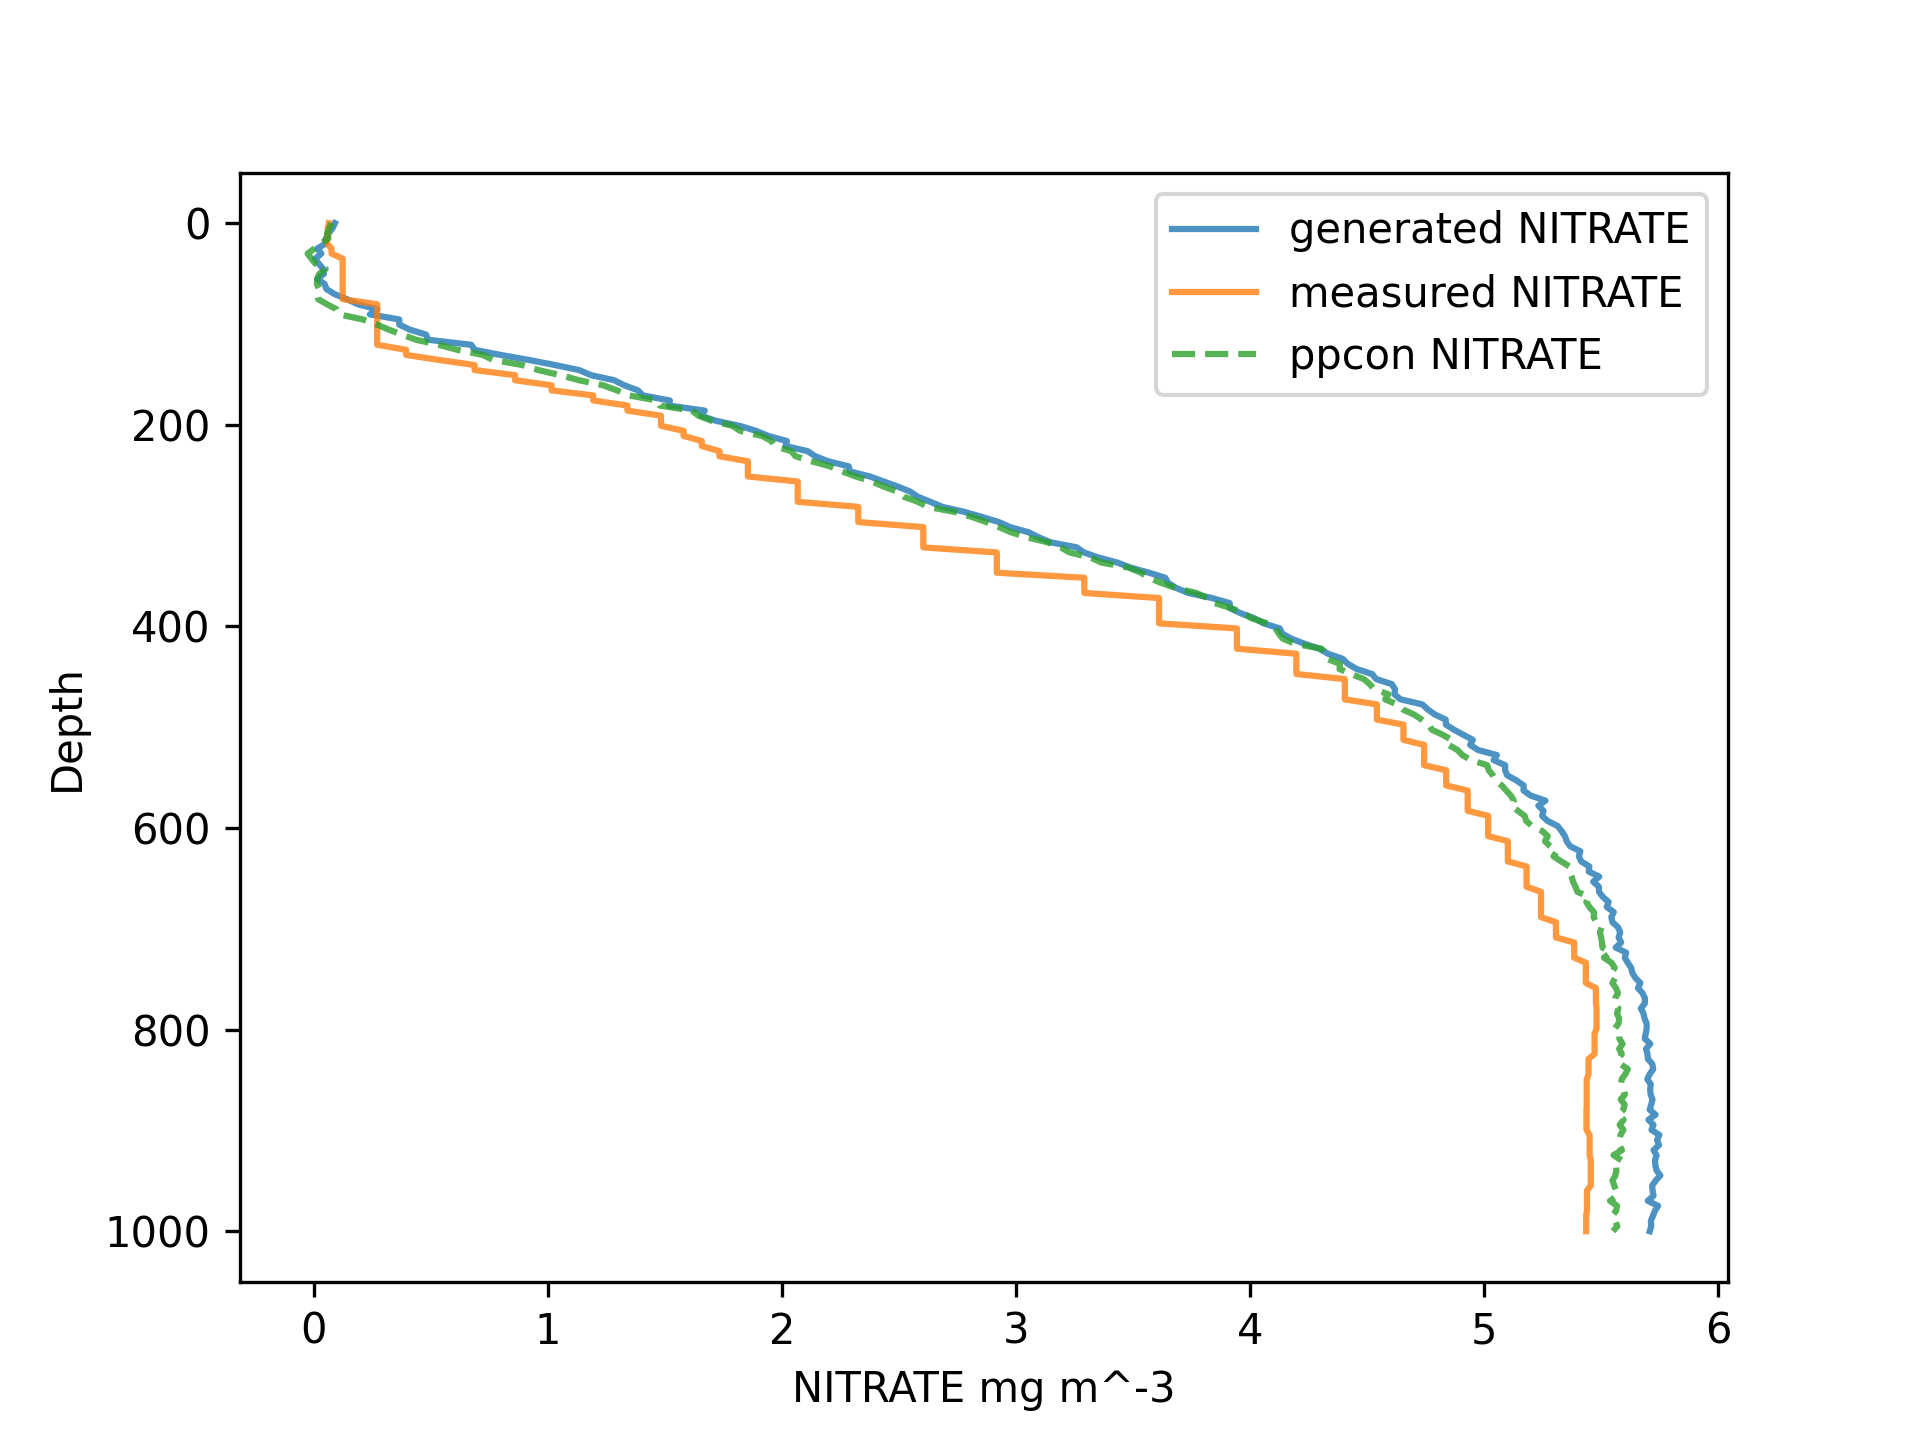 generated NITRATE
measured NITRATE
ppcon NITRATE
0
200
400
600
800
1000
Depth
0 1 2 3 4 5 6
NITRATE mg m^-3